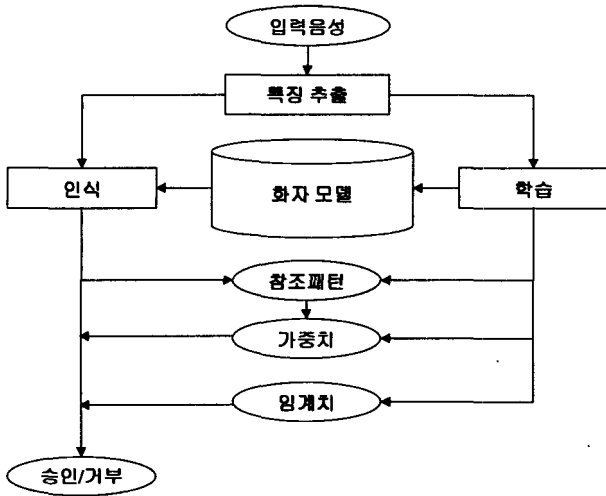 입력음성
특징 추출
인식
화자 모델
학습
참조패턴
가중치
임계치
승인/거부